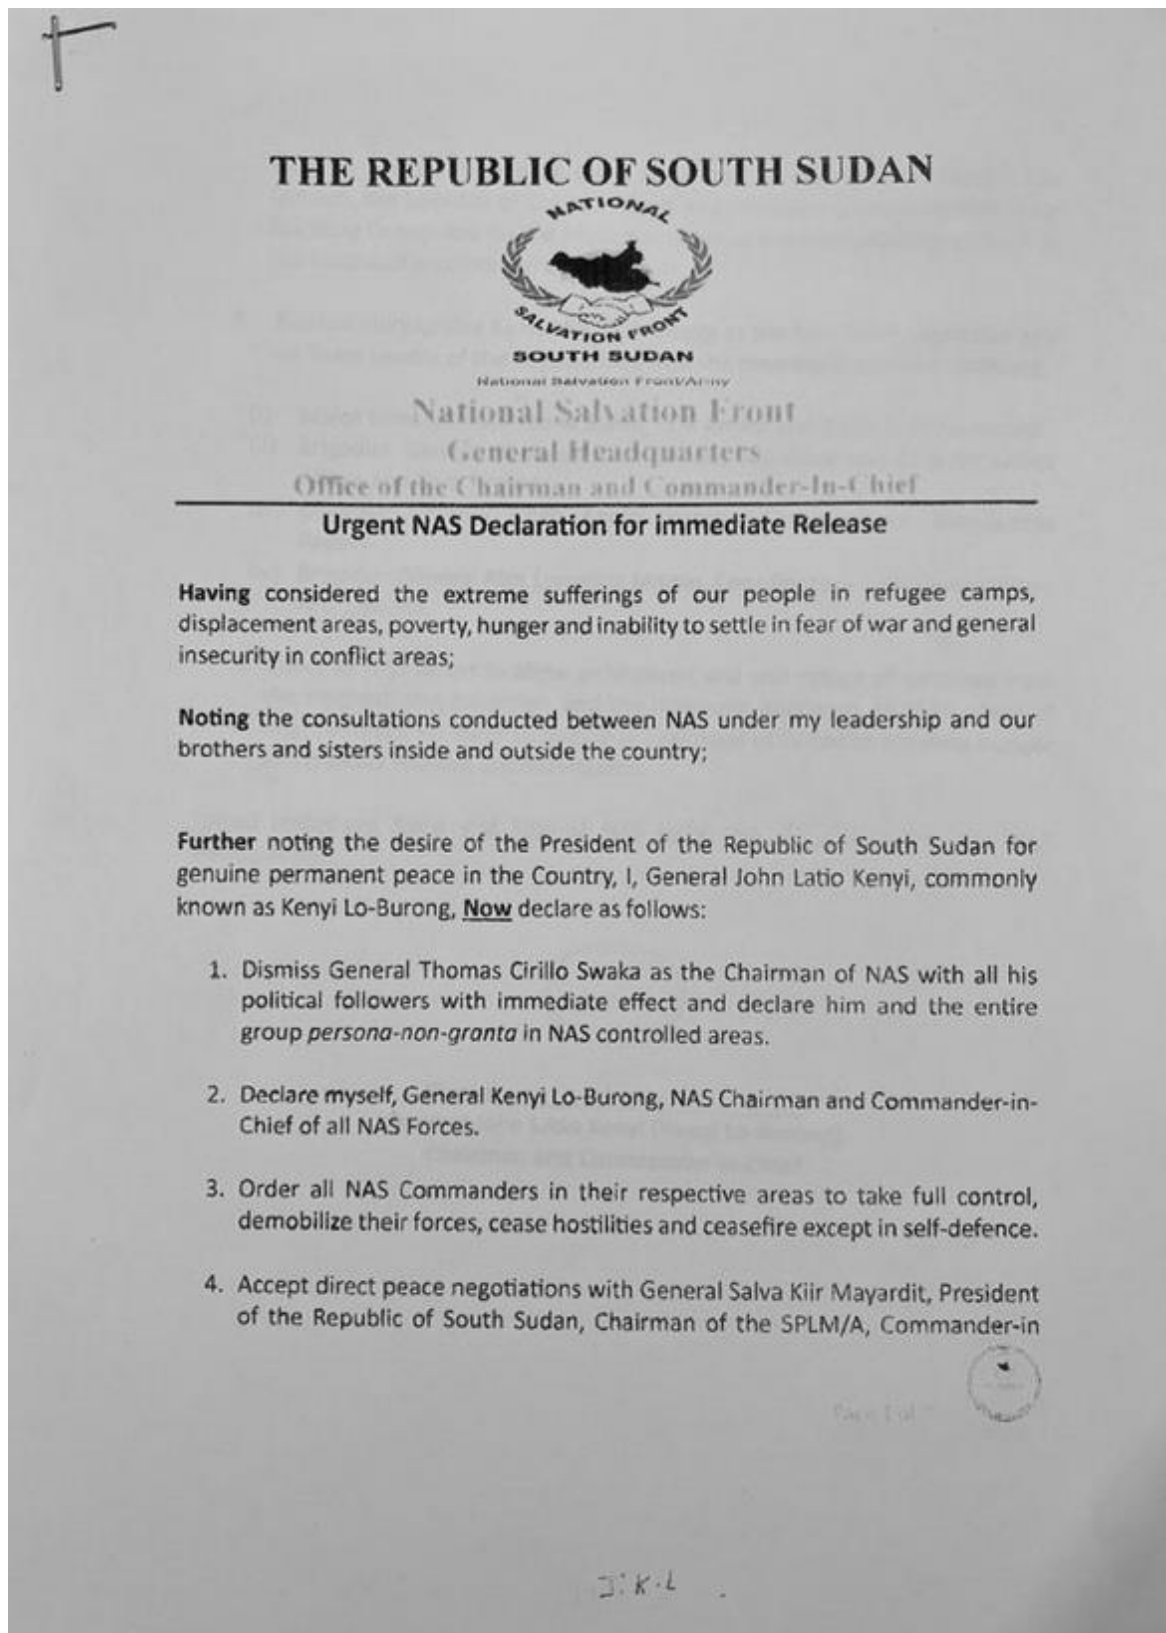 THE REPUBLIC OF SOUTH SUDAN
NATIONAL
SALVATION FRONT
SOUTH SUDAN
National Salvation Front/Army
National Salvation Front
General Headquarters
Office of the Chairman and Commander-In-Chief
Urgent NAS Declaration for immediate Release
Having considered the extreme sufferings of our people in refugee camps,
displacement areas, poverty, hunger and inability to settle in fear of war and general
insecurity in conflict areas;
Noting the consultations conducted between NAS under my leadership and our
brothers and sisters inside and outside the country;
Further noting the desire of the President of the Republic of South Sudan for
genuine permanent peace in the Country, I, General John Latio Kenyi, commonly
known as Kenyi Lo-Burong, Now declare as follows:
1. Dismiss General Thomas Cirillo Swaka as the Chairman of NAS with all his
political followers with immediate effect and declare him and the entire
group persona-non-granta in NAS controlled areas.
2. Declare myself, General Kenyi Lo-Burong, NAS Chairman and Commander-in-
Chief of all NAS Forces.
3. Order all NAS Commanders in their respective areas to take full control,
demobilize their forces, cease hostilities and ceasefire except in self-defence.
4. Accept direct peace negotiations with General Salva Kiir Mayardit, President
of the Republic of South Sudan, Chairman of the SPLM/A, Commander-in
J.K.L